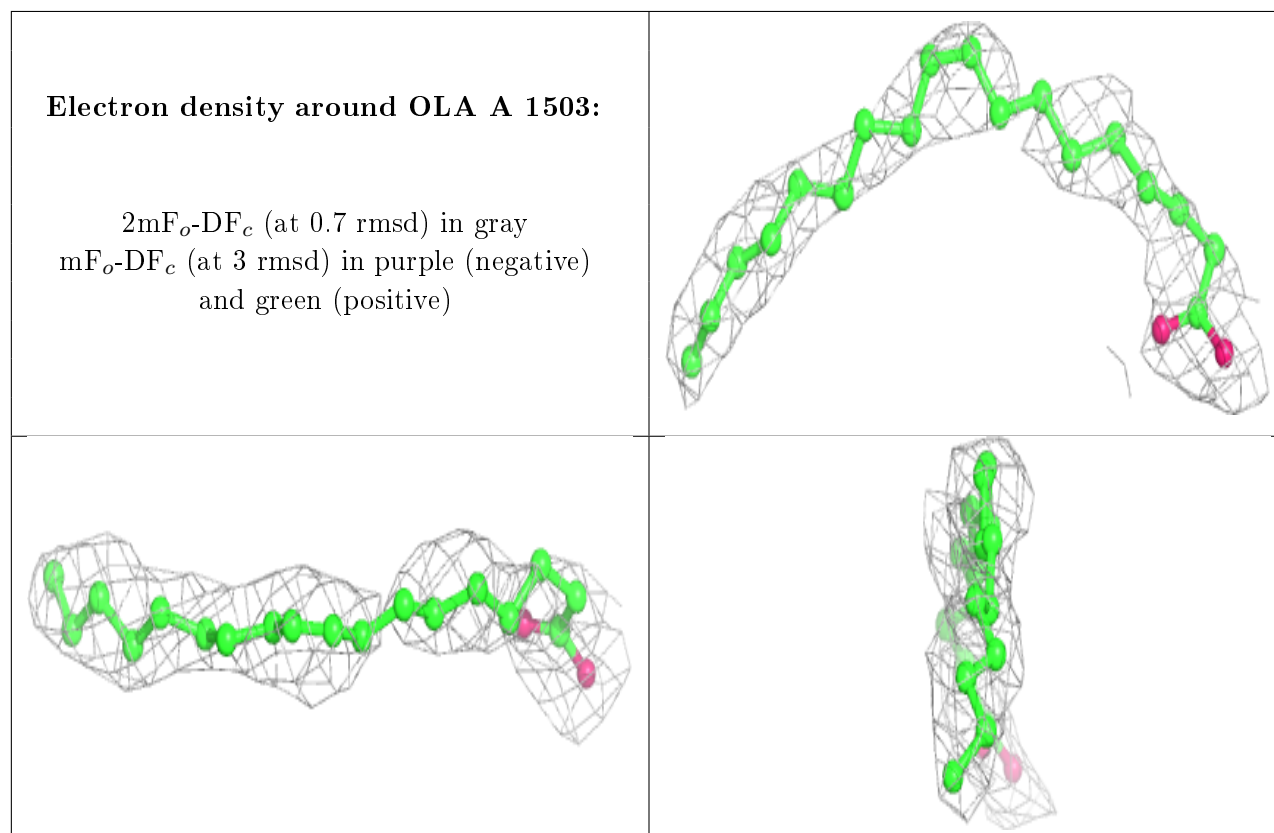 Electron density around OLA A 1503:
2mFₒ-DF𝒸 (at 0.7 rmsd) in gray
mFₒ-DF𝒸 (at 3 rmsd) in purple (negative)
and green (positive)